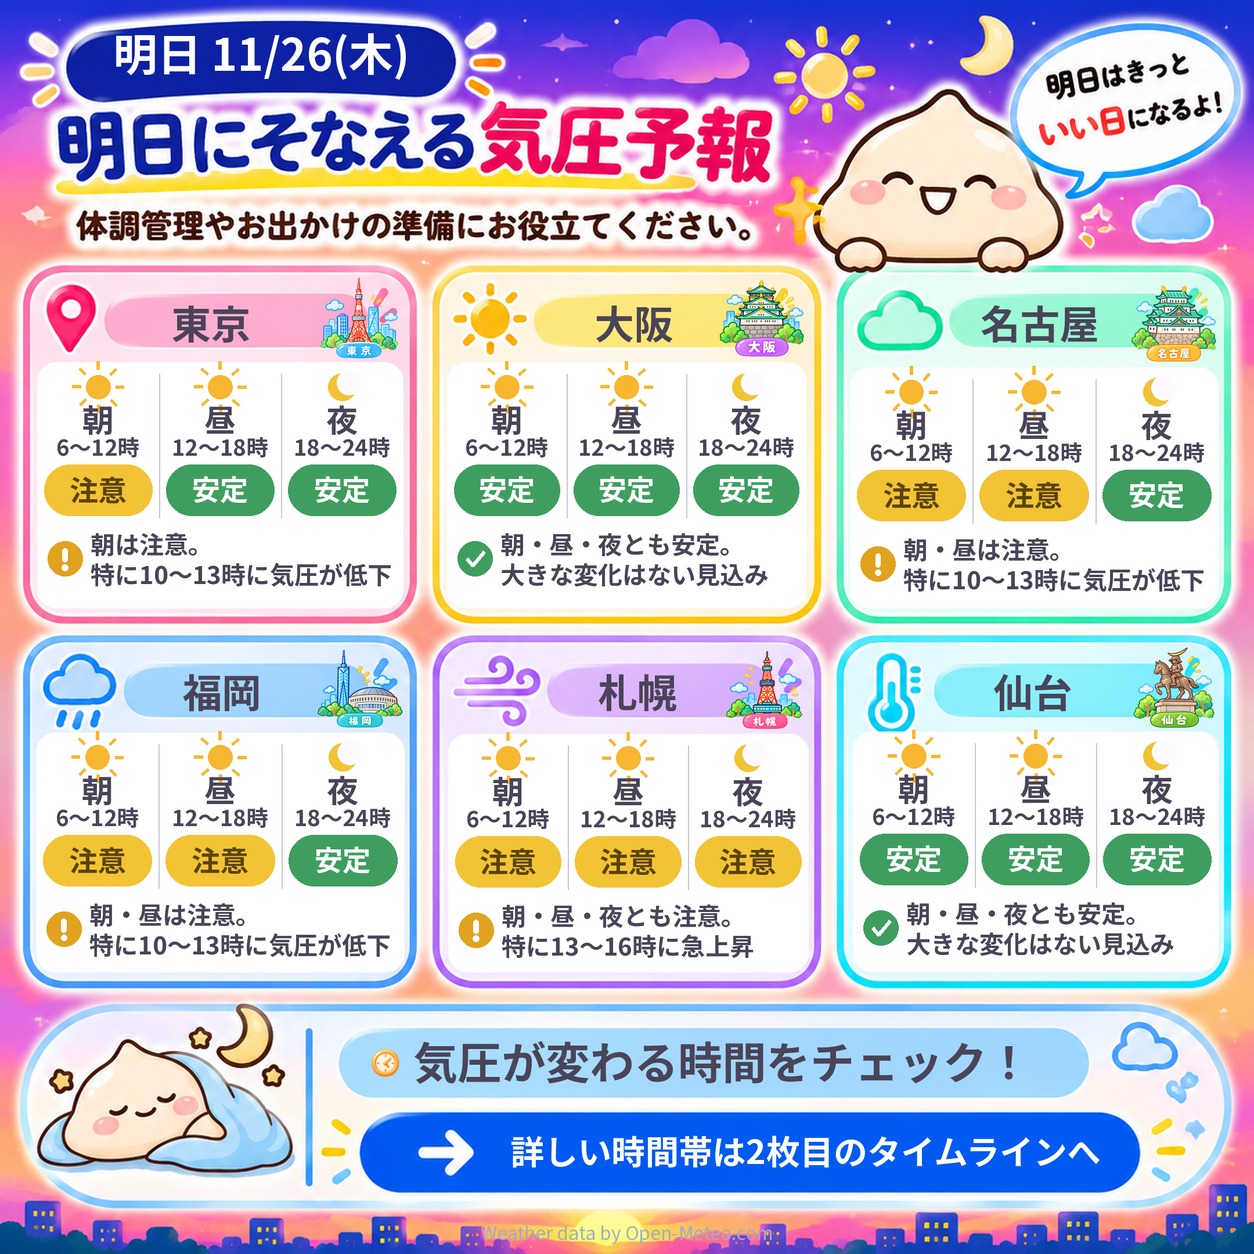 明日 11/26(木)
明日にそなえる気圧予報
体調管理やお出かけの準備にお役立てください。
明日はきっと
いい日になるよ!
東京
東京
朝
6〜12時
注意
昼
12〜18時
安定
夜
18〜24時
安定
朝は注意。
特に10〜13時に気圧が低下
大阪
大阪
朝
6〜12時
安定
昼
12〜18時
安定
夜
18〜24時
安定
朝・昼・夜とも安定。
大きな変化はない見込み
名古屋
名古屋
朝
6〜12時
注意
昼
12〜18時
注意
夜
18〜24時
安定
朝・昼は注意。
特に10〜13時に気圧が低下
福岡
福岡
朝
6〜12時
注意
昼
12〜18時
注意
夜
18〜24時
安定
朝・昼は注意。
特に10〜13時に気圧が低下
札幌
札幌
朝
6〜12時
注意
昼
12〜18時
注意
夜
18〜24時
注意
朝・昼・夜とも注意。
特に13〜16時に急上昇
仙台
仙台
朝
6〜12時
安定
昼
12〜18時
安定
夜
18〜24時
安定
朝・昼・夜とも安定。
大きな変化はない見込み
気圧が変わる時間をチェック！
→ 詳しい時間帯は2枚目のタイムラインへ
Weather data by Open-Meteo.com